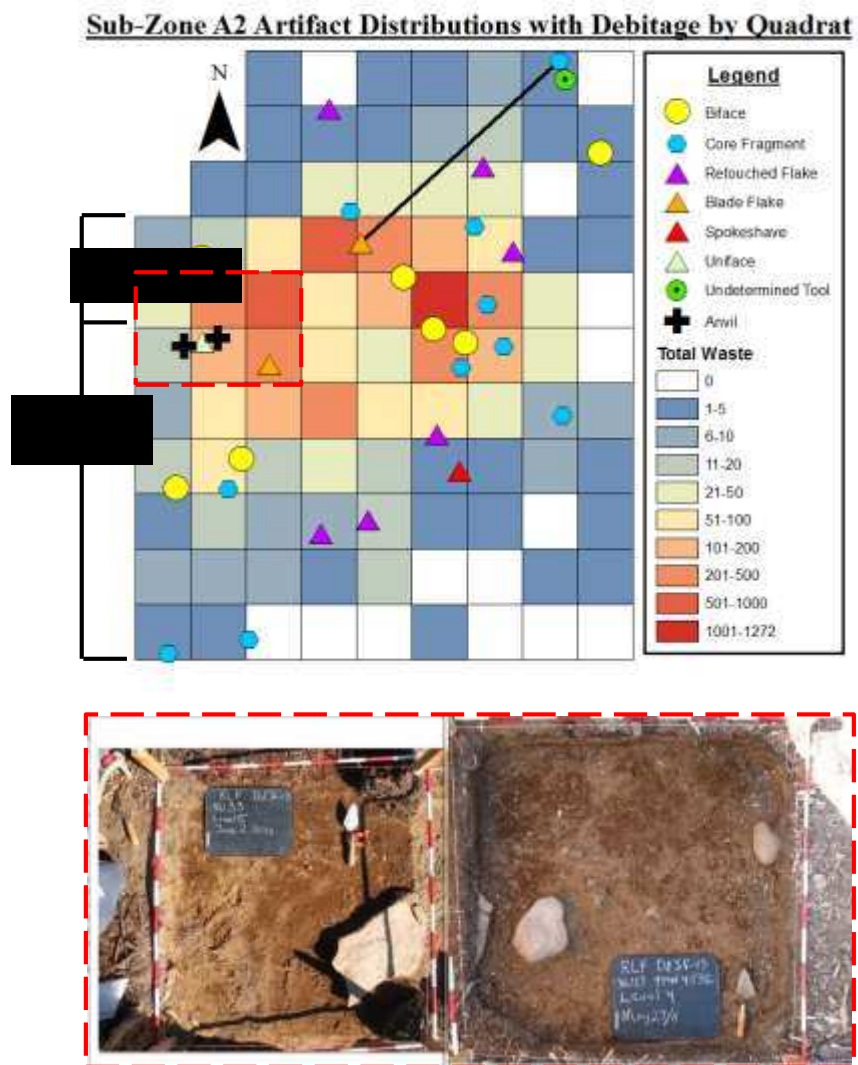 Sub-Zone A2 Artifact Distributions with Debitage by Quadrat
N
Legend
Biface
Core Fragment
Retouched Flake
Blade Flake
Spokeshave
Uniface
Undetermined Tool
Anvil
Total Waste
0
1-5
6-10
11-20
21-50
51-100
101-200
201-500
501-1000
1001-1272
RLF
RLF
Level 4